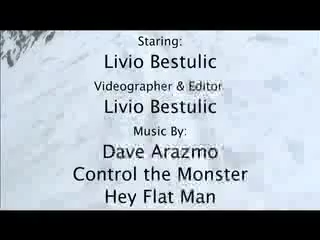 Staring:
Livio Bestulic
Videographer & Editor
Livio Bestulic
Music By:
Dave Arazmo
Control the Monster
Hey Flat Man